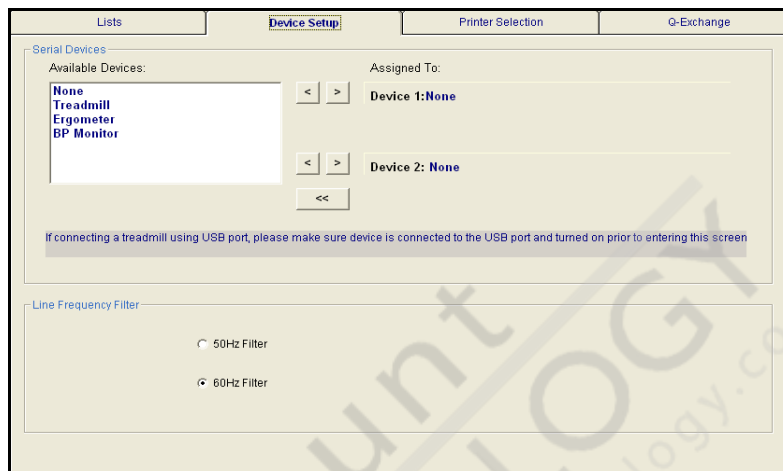 Lists Device Setup Printer Selection Q-Exchange
Serial Devices
Available Devices: Assigned To:
None
Treadmill
Ergometer
BP Monitor
< > Device 1:None
< > Device 2: None
<<
If connecting a treadmill using USB port, please make sure device is connected to the USB port and turned on prior to entering this screen
Line Frequency Filter
50Hz Filter
60Hz Filter